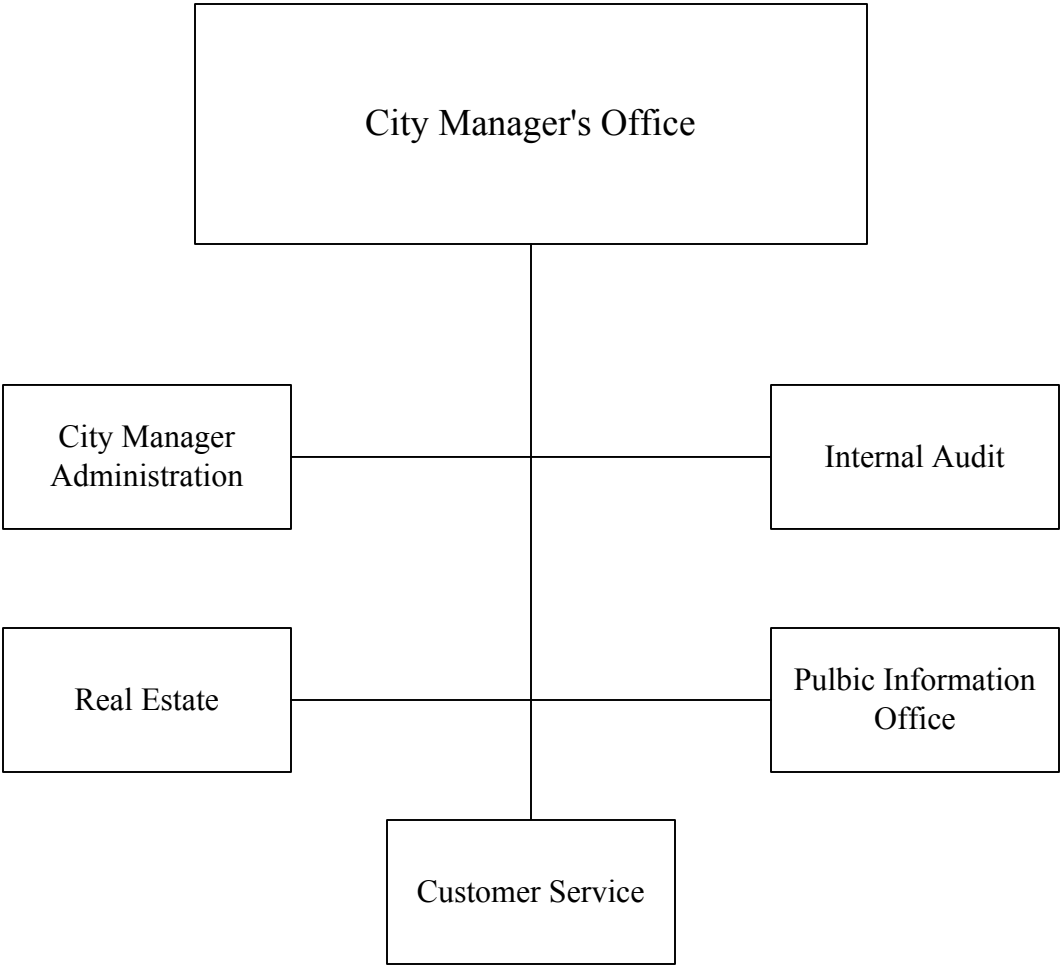 City Manager's Office
City Manager
Administration
Internal Audit
Real Estate
Pulbic Information
Office
Customer Service